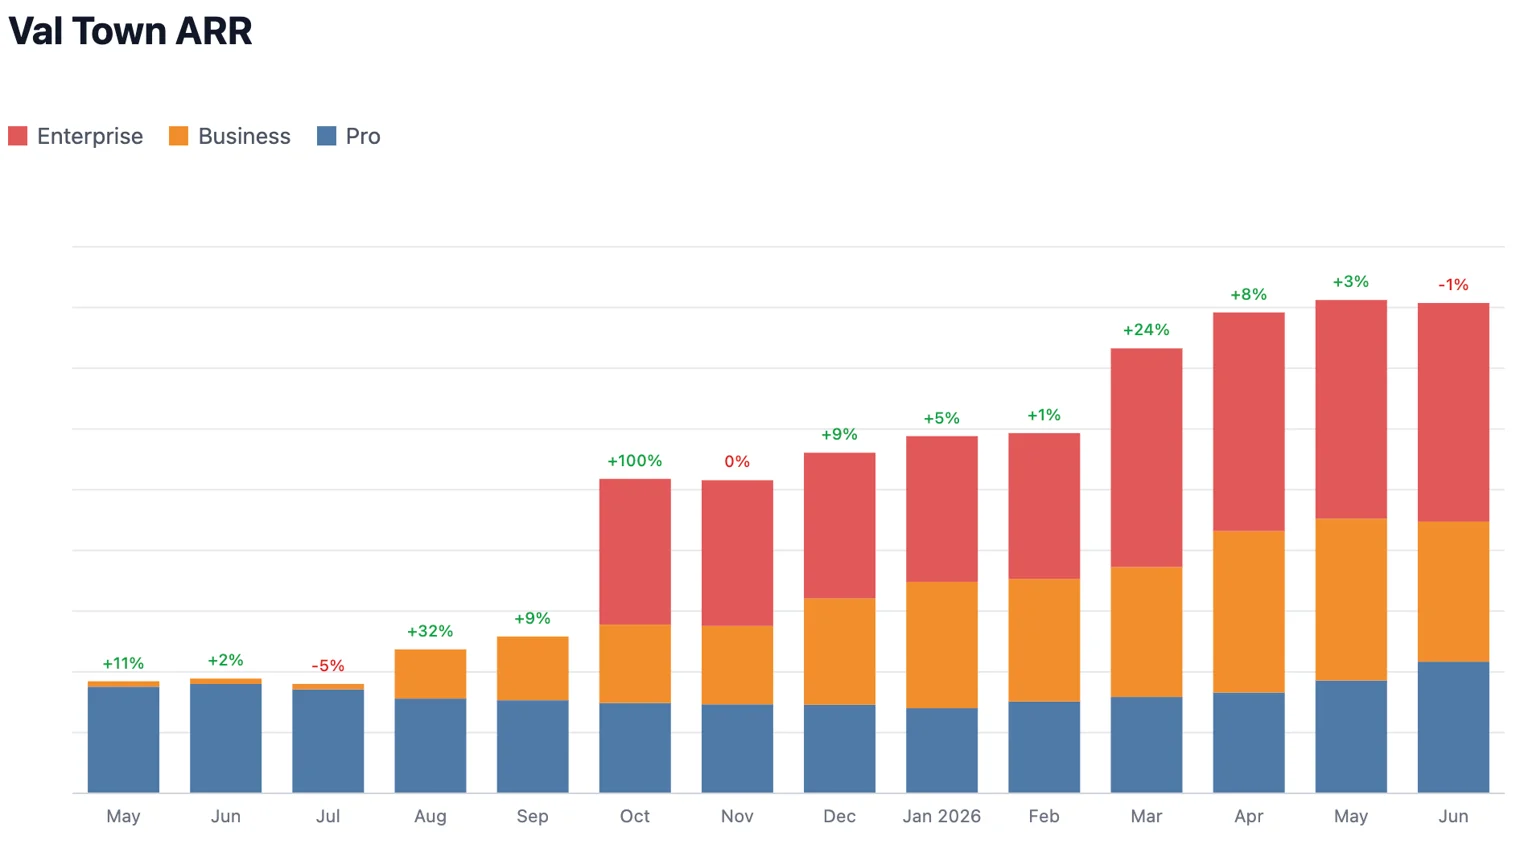 Val Town ARR
Enterprise Business Pro
+11% +2% -5% +32% +9% +100% 0% +9% +5% +1% +24% +8% +3% -1%
May Jun Jul Aug Sep Oct Nov Dec Jan 2026 Feb Mar Apr May Jun